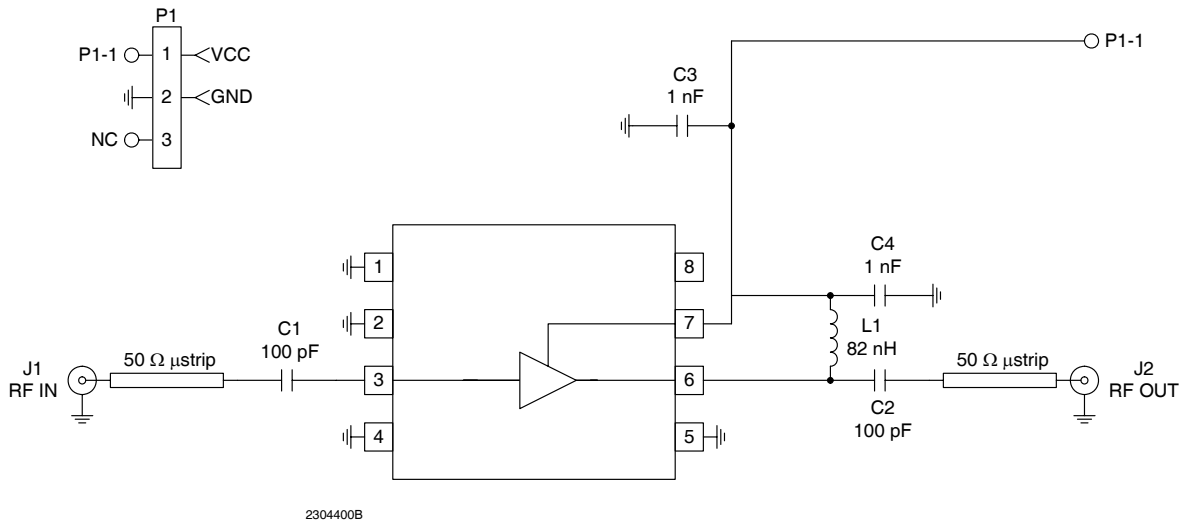 P1
P1-1
1
VCC
2
GND
NC
3
P1-1
C3
1 nF
1
8
C4
1 nF
2
7
L1
82 nH
J1
RF IN
50 Ω µstrip
C1
100 pF
3
6
C2
100 pF
50 Ω µstrip
J2
RF OUT
4
5
2304400B